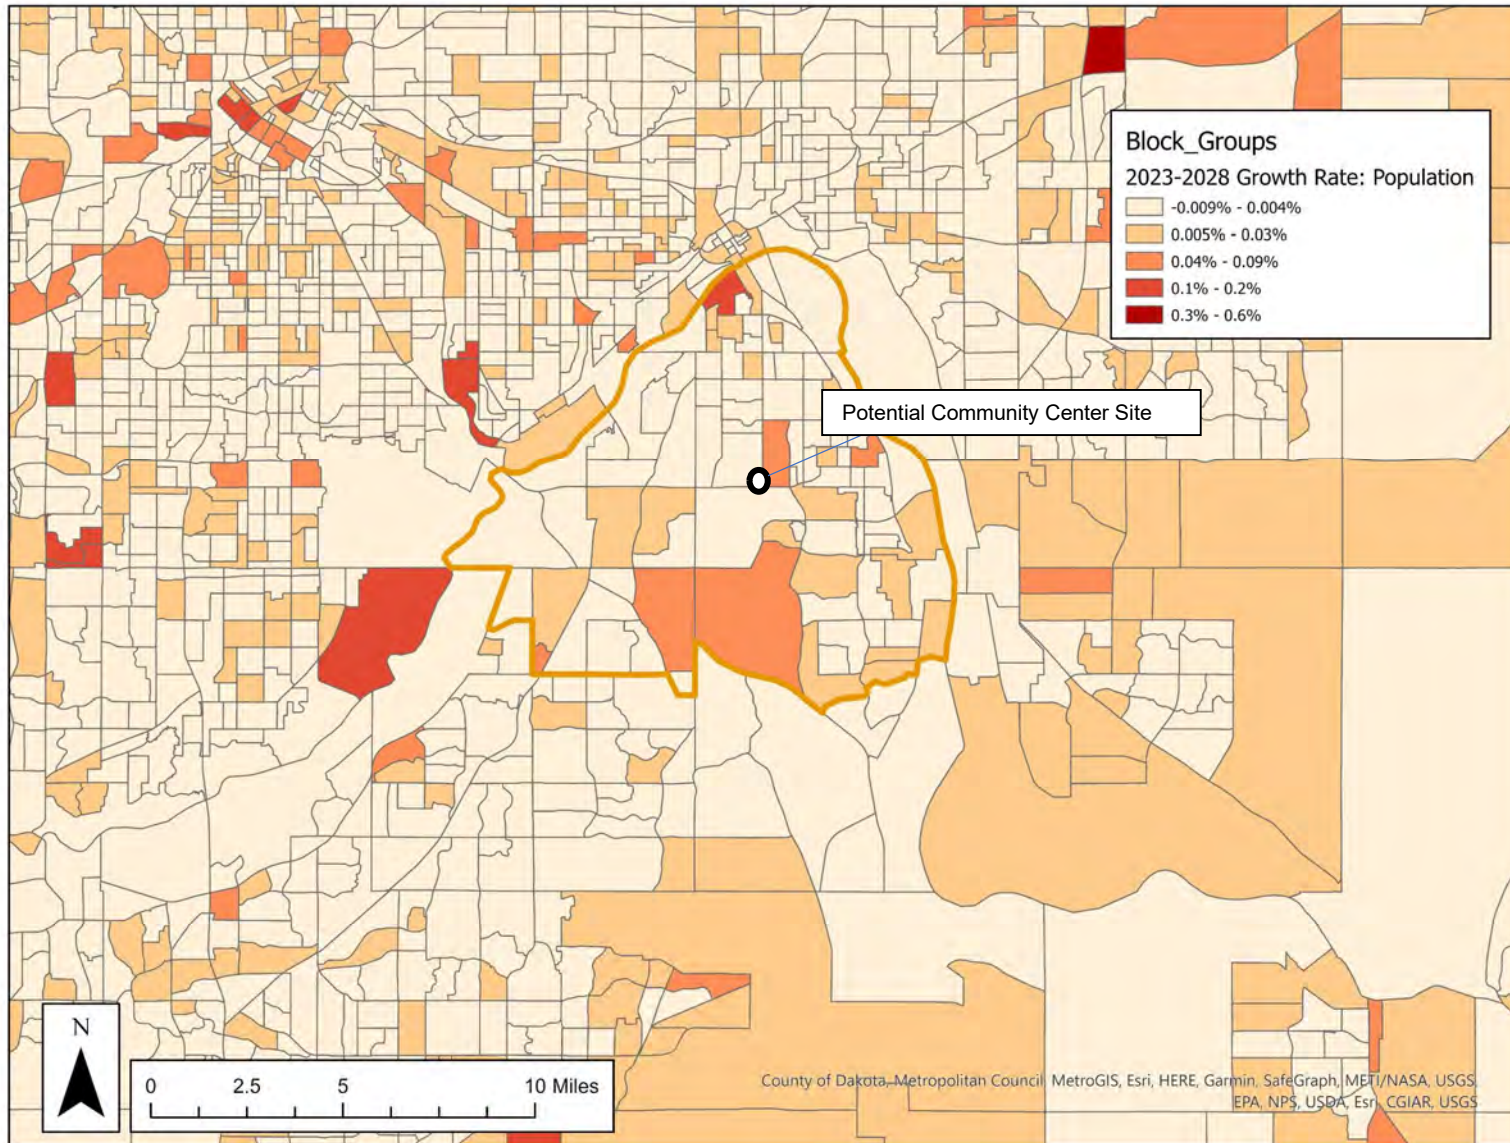 Block_Groups
2023-2028 Growth Rate: Population
-0.009% - 0.004%
0.005% - 0.03%
0.04% - 0.09%
0.1% - 0.2%
0.3% - 0.6%
Potential Community Center Site
N
0 2.5 5 10 Miles
County of Dakota, Metropolitan Council, MetroGIS, Esri, HERE, Garmin, SafeGraph, METI/NASA, USGS,
EPA, NPS, USDA, Esri, CGIAR, USGS